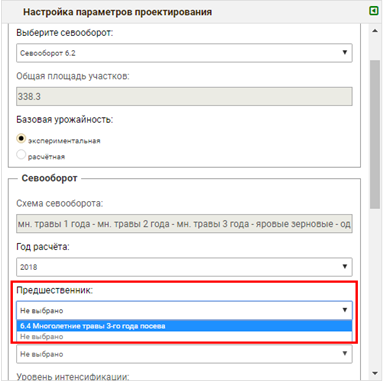 Настройка параметров проектирования
Выберите севооборот:
Севооборот 6.2
Общая площадь участков:
338.3
Базовая урожайность:
экспериментальная
расчётная
Севооборот
Схема севооборота:
мн. травы 1 года - мн. травы 2 года - мн. травы 3 года - яровые зерновые - од
Год расчёта:
2018
Предшественник:
Не выбрано
6.4 Многолетние травы 3-го года посева
Не выбрано
Не выбрано
Уровень интенсификации: